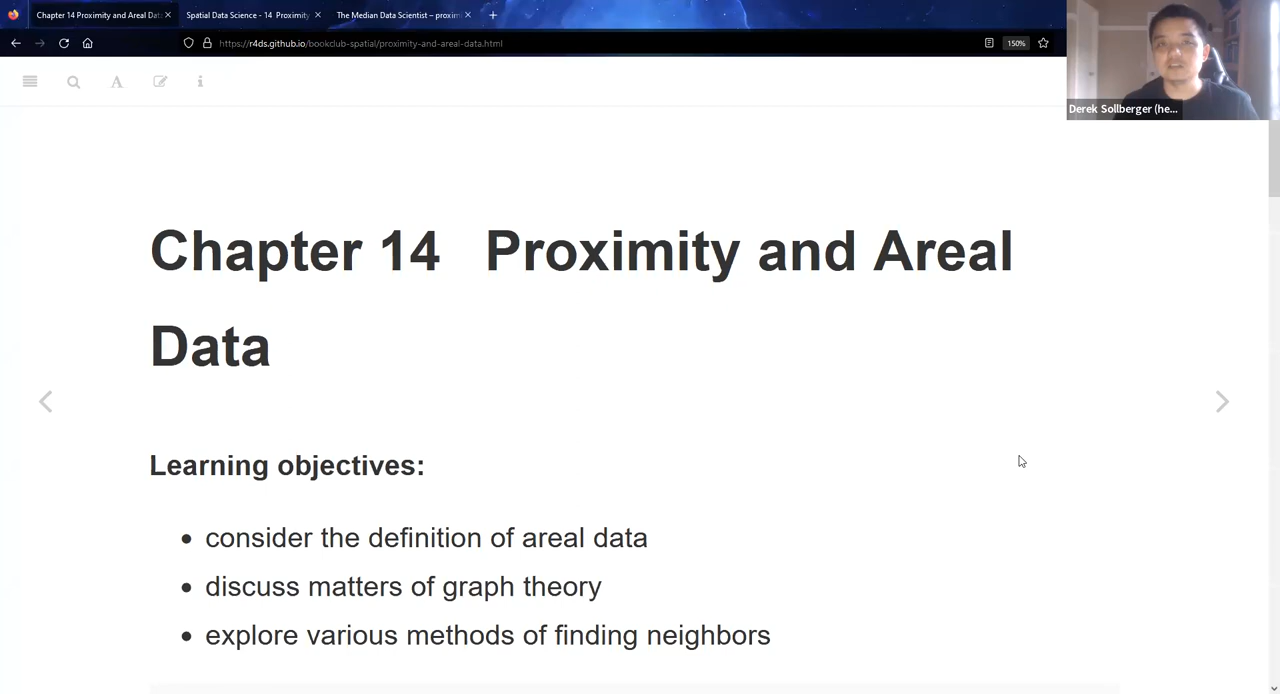 Chapter 14 Proximity and Areal Dat
Spatial Data Science - 14 Proximity
The Median Data Scientist – proxim
https://r4ds.github.io/bookclub-spatial/proximity-and-areal-data.html
150%
Derek Sollberger (he...
Chapter 14 Proximity and Areal
Data
Learning objectives:
• consider the definition of areal data
• discuss matters of graph theory
• explore various methods of finding neighbors